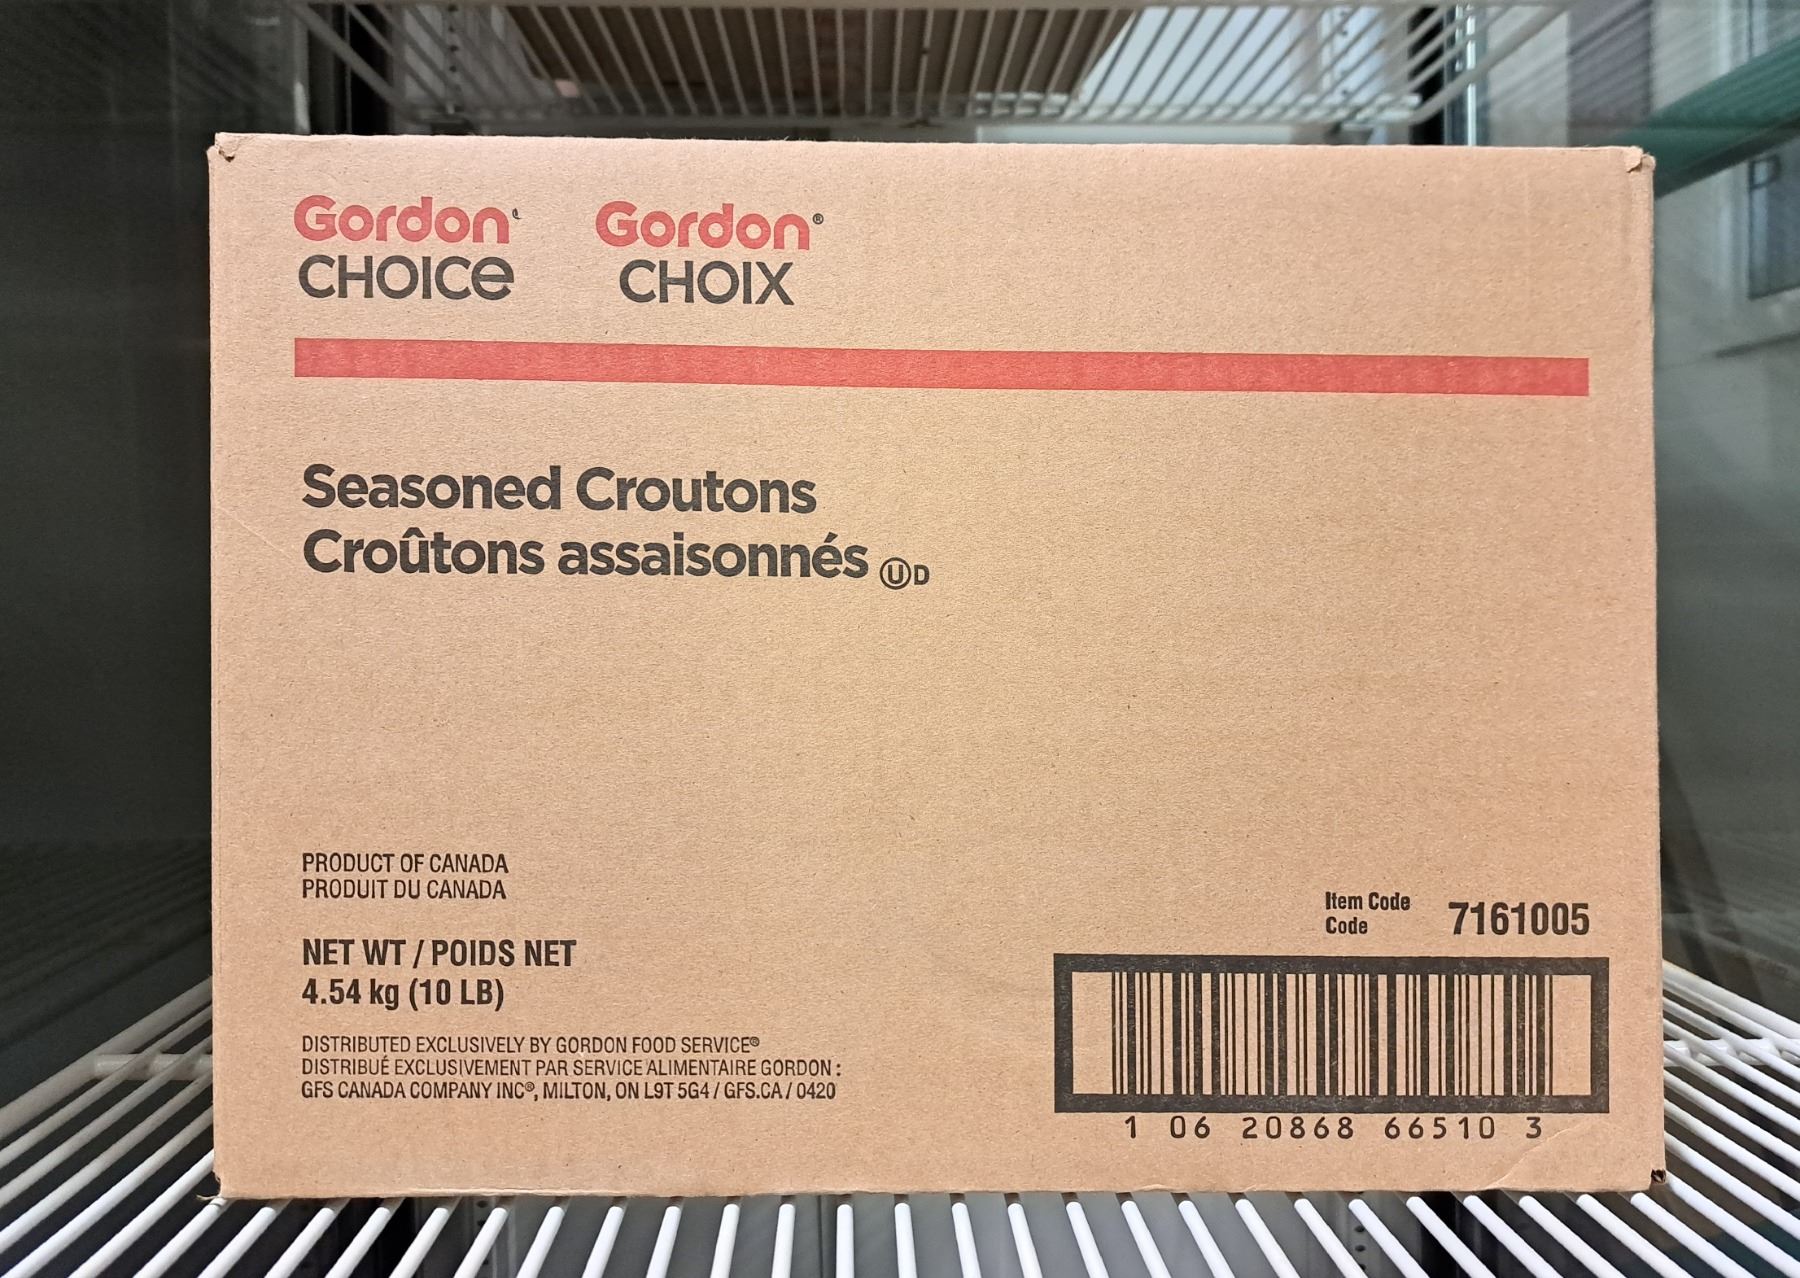 Gordon
CHOICe
Gordon®
CHOIX
Seasoned Croutons
Croûtons assaisonnés Ⓤ D
PRODUCT OF CANADA
PRODUIT DU CANADA
NET WT / POIDS NET
4.54 kg (10 LB)
DISTRIBUTED EXCLUSIVELY BY GORDON FOOD SERVICE®
DISTRIBUÉ EXCLUSIVEMENT PAR SERVICE ALIMENTAIRE GORDON :
GFS CANADA COMPANY INC®, MILTON, ON L9T 5G4 / GFS.CA / 0420
Item Code
Code
7161005
1 06 20868 66510 3